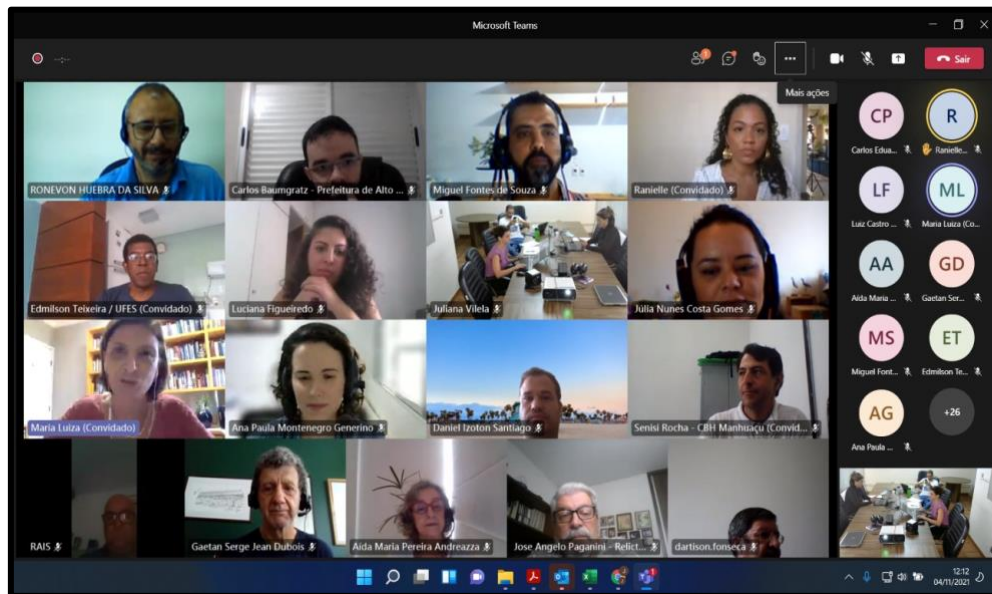 Microsoft Teams
--:--
3
Sair
Mais ações
RONEVON HUEBRA DA SILVA
Carlos Baumgratz - Prefeitura de Alto ...
Miguel Fontes de Souza
Ranielle (Convidado)
Edmilson Teixeira / UFES (Convidado)
Luciana Figueiredo
Juliana Vilela
Júlia Nunes Costa Gomes
Maria Luiza (Convidado)
Ana Paula Montenegro Generino
Daniel Izoton Santiago
Senisi Rocha - CBH Manhuaçu (Convid...
RAIS
Gaetan Serge Jean Dubois
Aida Maria Pereira Andreazza
Jose Angelo Paganini - Relict...
dartison.fonseca
CP
R
Carlos Edua...
Ranielle...
LF
ML
Luiz Castro ...
Maria Luiza (Co...
AA
GD
Aida Maria ...
Gaetan Ser...
MS
ET
Miguel Font...
Edmilson Te...
AG
+26
Ana Paula ...
12:12
04/11/2021